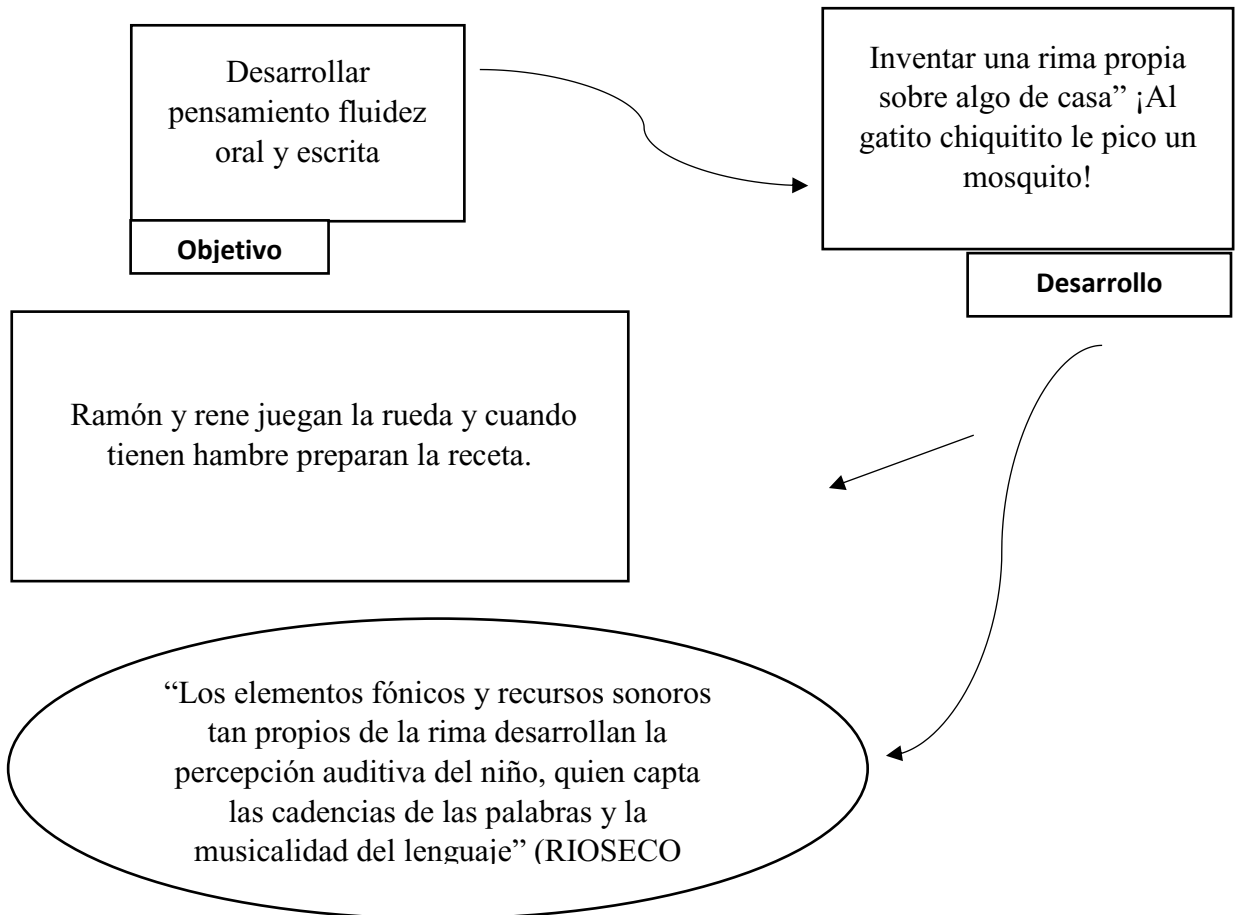 Desarrollar
pensamiento fluidez
oral y escrita
Objetivo
Inventar una rima propia
sobre algo de casa” ¡Al
gatito chiquitito le pico un
mosquito!
Desarrollo
Ramón y rene juegan la rueda y cuando
tienen hambre preparan la receta.
“Los elementos fónicos y recursos sonoros
tan propios de la rima desarrollan la
percepción auditiva del niño, quien capta
las cadencias de las palabras y la
musicalidad del lenguaje” (RIOSECO